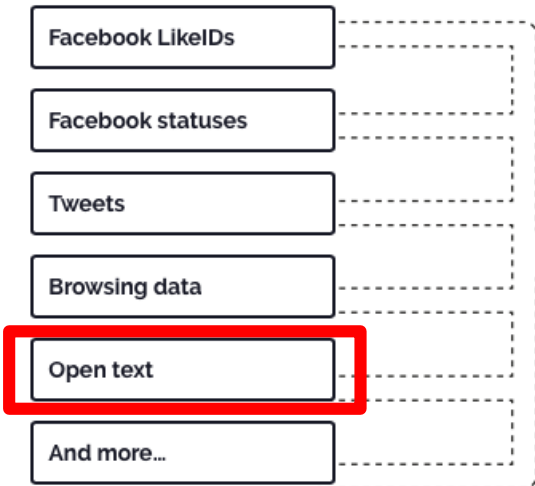 Facebook LikeIDs
Facebook statuses
Tweets
Browsing data
Open text
And more...